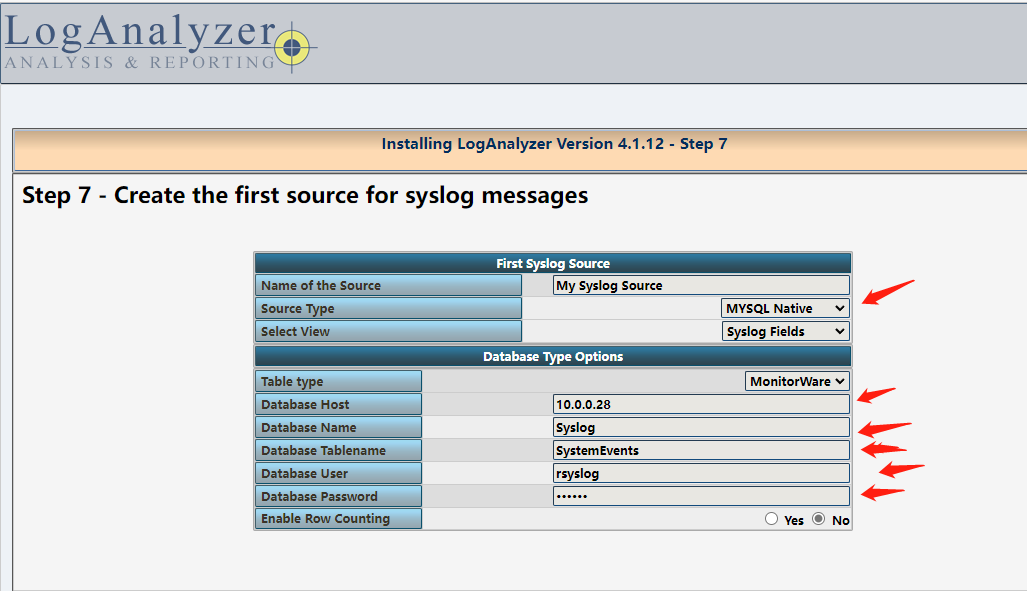 LogAnalyzer
ANALYSIS & REPORTING
Installing LogAnalyzer Version 4.1.12 - Step 7
Step 7 - Create the first source for syslog messages
First Syslog Source
Name of the Source My Syslog Source
Source Type MYSQL Native
Select View Syslog Fields
Database Type Options
Table type MonitorWare
Database Host 10.0.0.28
Database Name Syslog
Database Tablename SystemEvents
Database User rsyslog
Database Password ••••••
Enable Row Counting Yes No